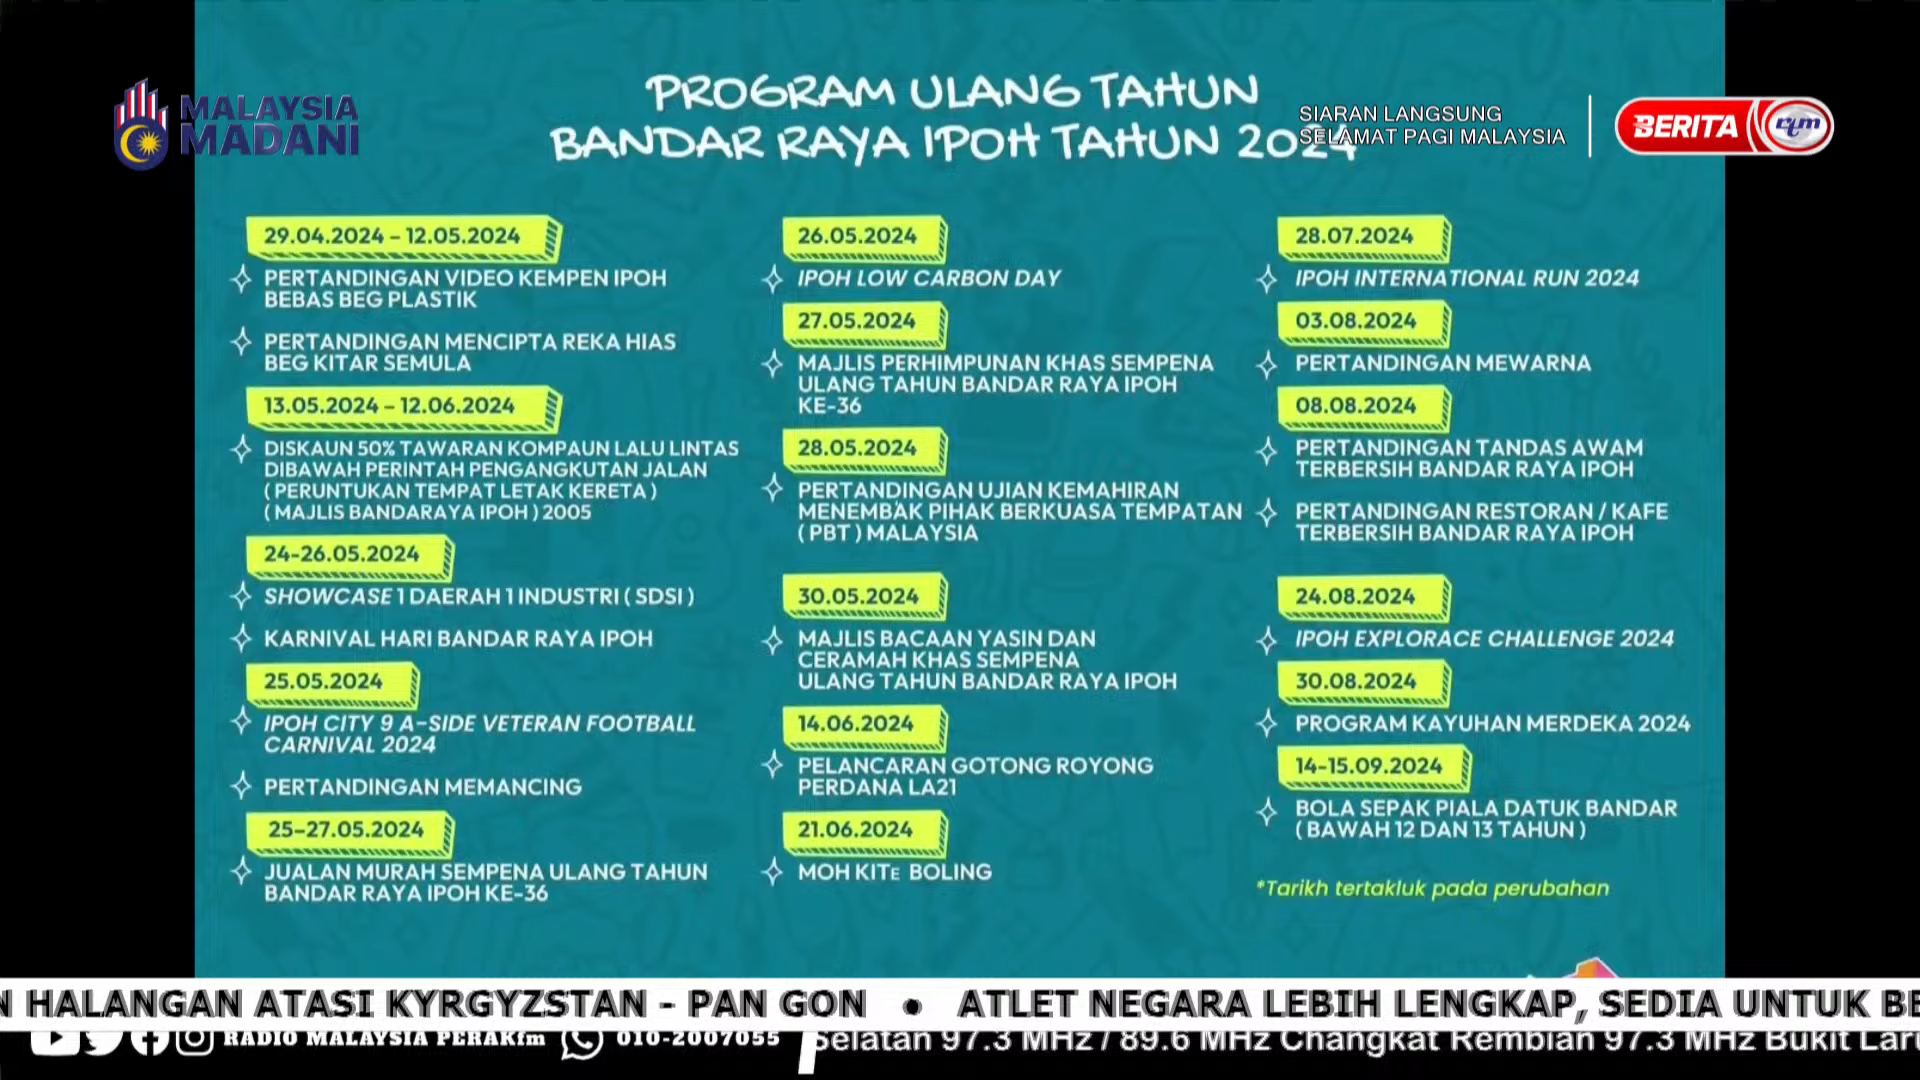 PROGRAM ULANG TAHUN
BANDAR RAYA IPOH TAHUN 2024
MALAYSIA
MADANI
SIARAN LANGSUNG
SELAMAT PAGI MALAYSIA
BERITA rtm
29.04.2024 – 12.05.2024
PERTANDINGAN VIDEO KEMPEN IPOH
BEBAS BEG PLASTIK
PERTANDINGAN MENCIPTA REKA HIAS
BEG KITAR SEMULA
13.05.2024 – 12.06.2024
DISKAUN 50% TAWARAN KOMPAUN LALU LINTAS
DIBAWAH PERINTAH PENGANGKUTAN JALAN
( PERUNTUKAN TEMPAT LETAK KERETA )
( MAJLIS BANDARAYA IPOH ) 2005
24-26.05.2024
SHOWCASE 1 DAERAH 1 INDUSTRI ( SDSI )
KARNIVAL HARI BANDAR RAYA IPOH
25.05.2024
IPOH CITY 9 A-SIDE VETERAN FOOTBALL
CARNIVAL 2024
PERTANDINGAN MEMANCING
25–27.05.2024
JUALAN MURAH SEMPENA ULANG TAHUN
BANDAR RAYA IPOH KE-36
26.05.2024
IPOH LOW CARBON DAY
27.05.2024
MAJLIS PERHIMPUNAN KHAS SEMPENA
ULANG TAHUN BANDAR RAYA IPOH
KE-36
28.05.2024
PERTANDINGAN UJIAN KEMAHIRAN
MENEMBAK PIHAK BERKUASA TEMPATAN
( PBT ) MALAYSIA
30.05.2024
MAJLIS BACAAN YASIN DAN
CERAMAH KHAS SEMPENA
ULANG TAHUN BANDAR RAYA IPOH
14.06.2024
PELANCARAN GOTONG ROYONG
PERDANA LA21
21.06.2024
MOH KITE BOLING
28.07.2024
IPOH INTERNATIONAL RUN 2024
03.08.2024
PERTANDINGAN MEWARNA
08.08.2024
PERTANDINGAN TANDAS AWAM
TERBERSIH BANDAR RAYA IPOH
PERTANDINGAN RESTORAN / KAFE
TERBERSIH BANDAR RAYA IPOH
24.08.2024
IPOH EXPLORACE CHALLENGE 2024
30.08.2024
PROGRAM KAYUHAN MERDEKA 2024
14-15.09.2024
BOLA SEPAK PIALA DATUK BANDAR
( BAWAH 12 DAN 13 TAHUN )
*Tarikh tertakluk pada perubahan
N HALANGAN ATASI KYRGYZSTAN - PAN GON • ATLET NEGARA LEBIH LENGKAP, SEDIA UNTUK BE
RADIO MALAYSIA PERAKfm 010-2007055 Selatan 97.3 MHz / 89.6 MHz Changkat Rembian 97.3 MHz Bukit Laru